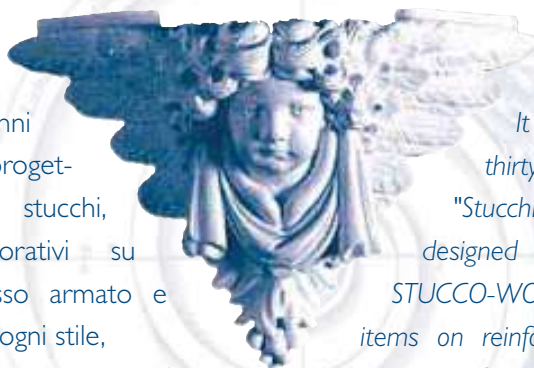 nni
proget-
stucchi,
orativi su
sso armato e
ogni stile,
It
thirty
"Stucchi
designed
STUCCO-WO
items on reinfo